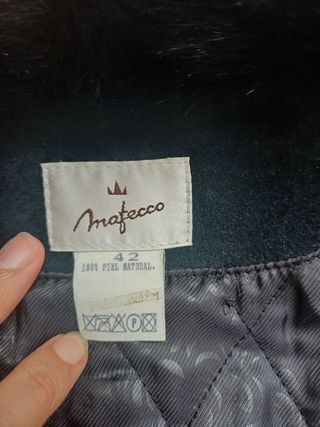 Mafecco
42
100% PIEL NATURAL.
P